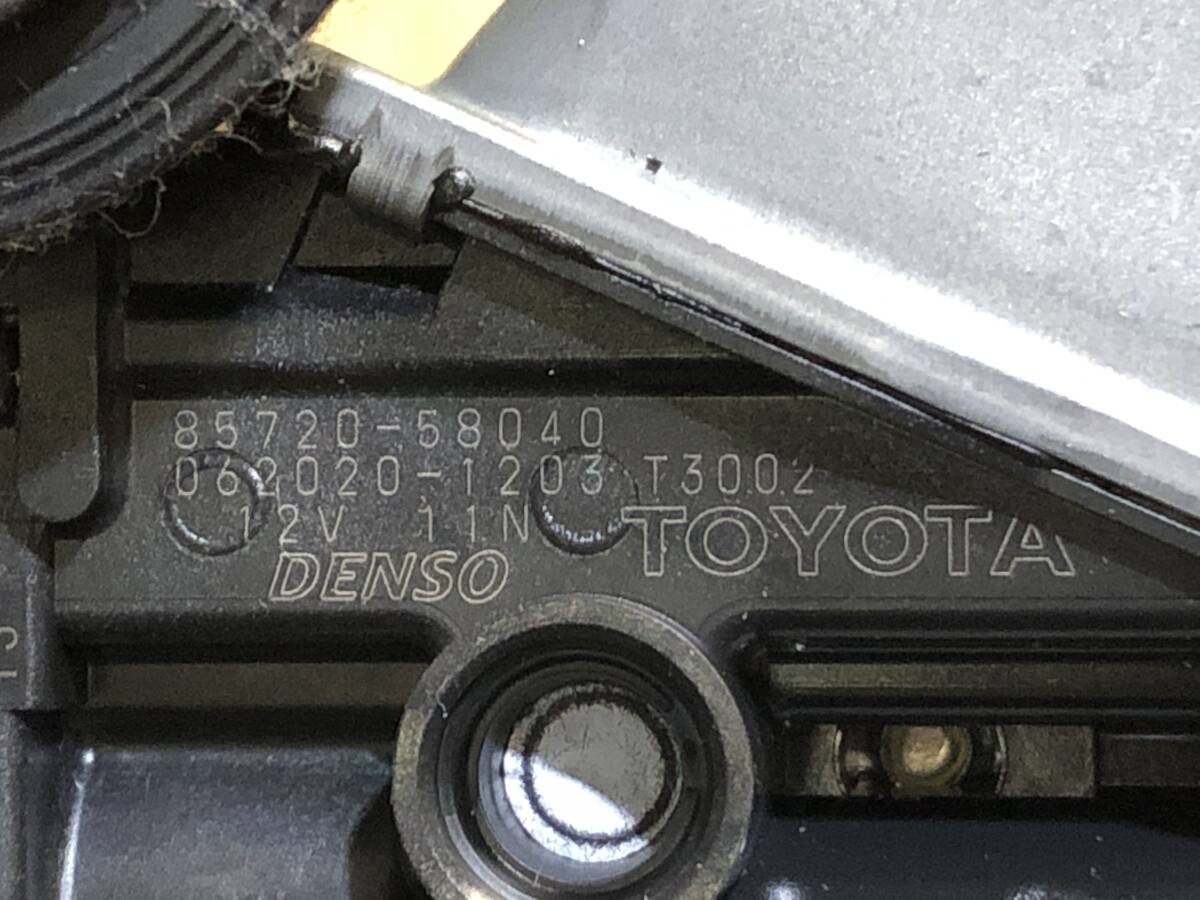 85720-58040
062020-1203 T3002
12V 11N TOYOTA
DENSO